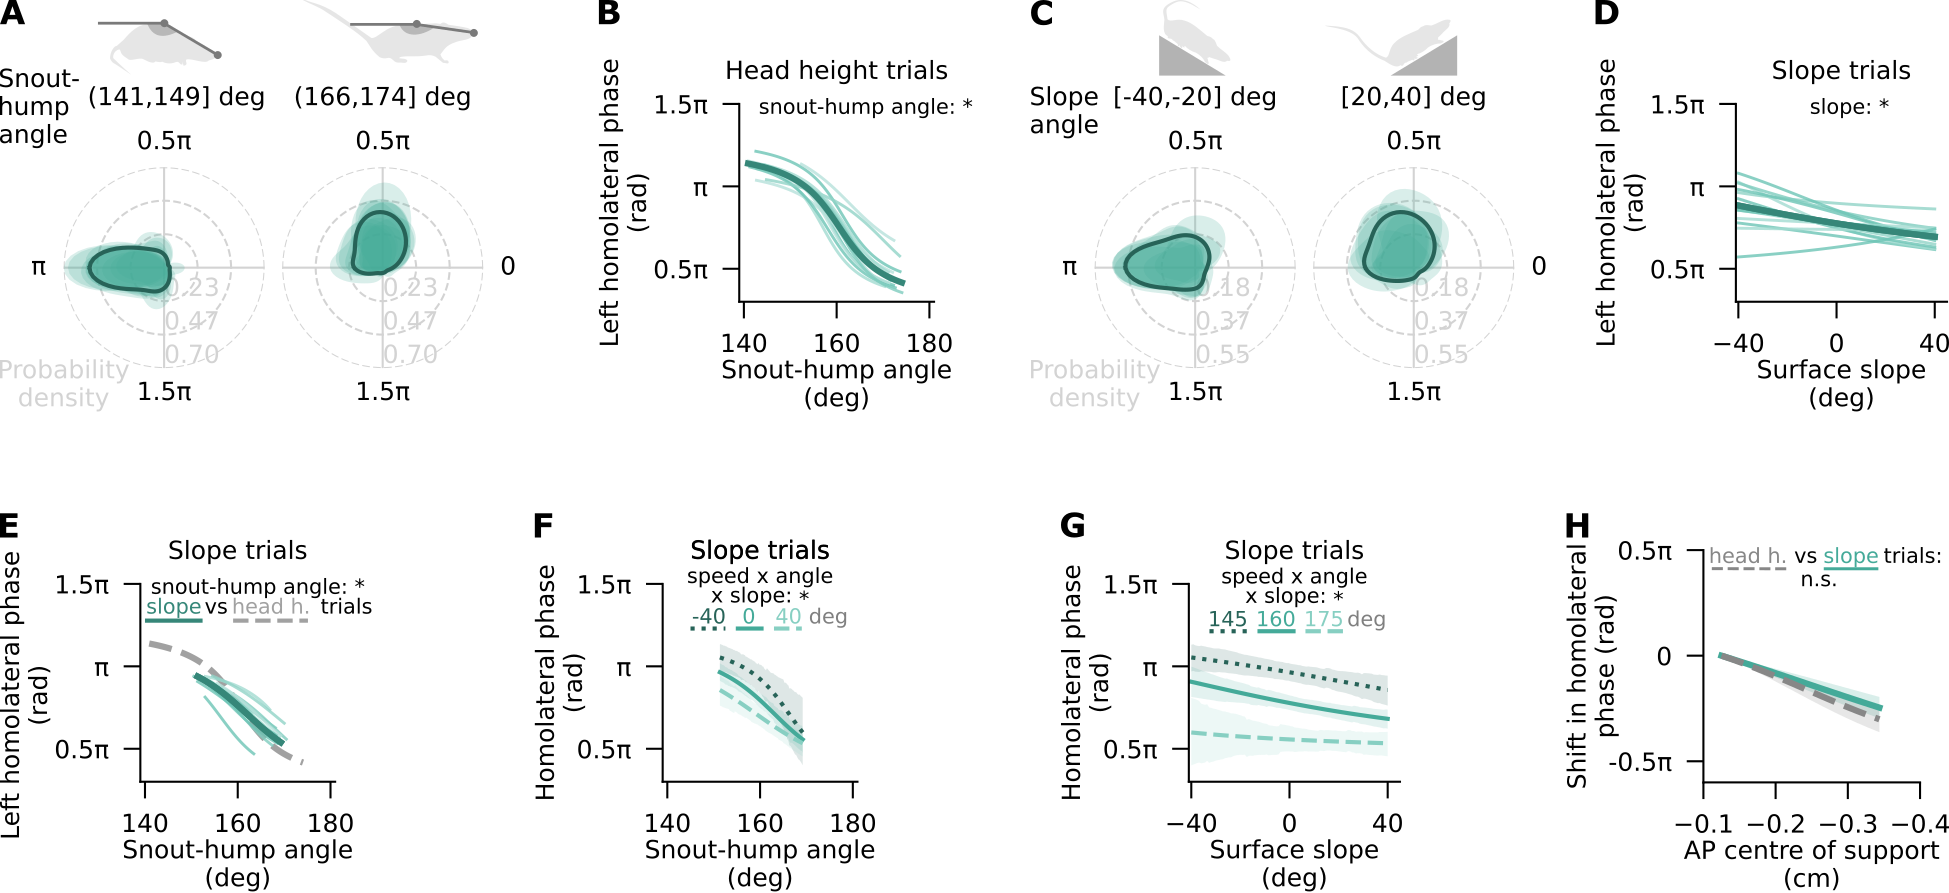 A
Snout-
hump
angle
(141,149] deg
(166,174] deg
0.5π
0.5π
π
0
0.23
0.47
0.70
0.23
0.47
0.70
Probability
density
1.5π
1.5π
B
Head height trials
snout-hump angle: *
Left homolateral phase
(rad)
1.5π
π
0.5π
140
160
180
Snout-hump angle
(deg)
C
Slope
angle
[-40,-20] deg
[20,40] deg
0.5π
0.5π
π
0
0.18
0.37
0.55
0.18
0.37
0.55
Probability
density
1.5π
1.5π
D
Slope trials
slope: *
Left homolateral phase
(rad)
1.5π
π
0.5π
−40
0
40
Surface slope
(deg)
E
Slope trials
snout-hump angle: *
slope vs head h. trials
Left homolateral phase
(rad)
1.5π
π
0.5π
140
160
180
Snout-hump angle
(deg)
F
Slope trials
speed x angle
x slope: *
-40 0 40 deg
Homolateral phase
(rad)
1.5π
π
0.5π
140
160
180
Snout-hump angle
(deg)
G
Slope trials
speed x angle
x slope: *
145 160 175 deg
Homolateral phase
(rad)
1.5π
π
0.5π
−40
0
40
Surface slope
(deg)
H
head h. vs slope trials:
n.s.
Shift in homolateral
phase (rad)
0.5π
0
-0.5π
−0.1
−0.2
−0.3
−0.4
AP centre of support
(cm)